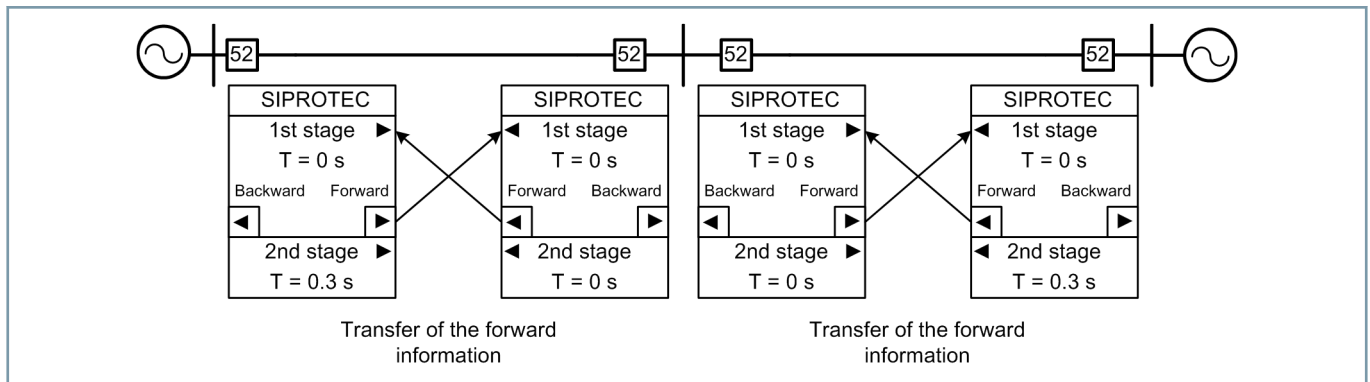 52
52
52
52
SIPROTEC
1st stage
T = 0 s
Backward Forward
2nd stage
T = 0.3 s
SIPROTEC
1st stage
T = 0 s
Forward Backward
2nd stage
T = 0 s
SIPROTEC
1st stage
T = 0 s
Backward Forward
2nd stage
T = 0 s
SIPROTEC
1st stage
T = 0 s
Forward Backward
2nd stage
T = 0.3 s
Transfer of the forward
information
Transfer of the forward
information